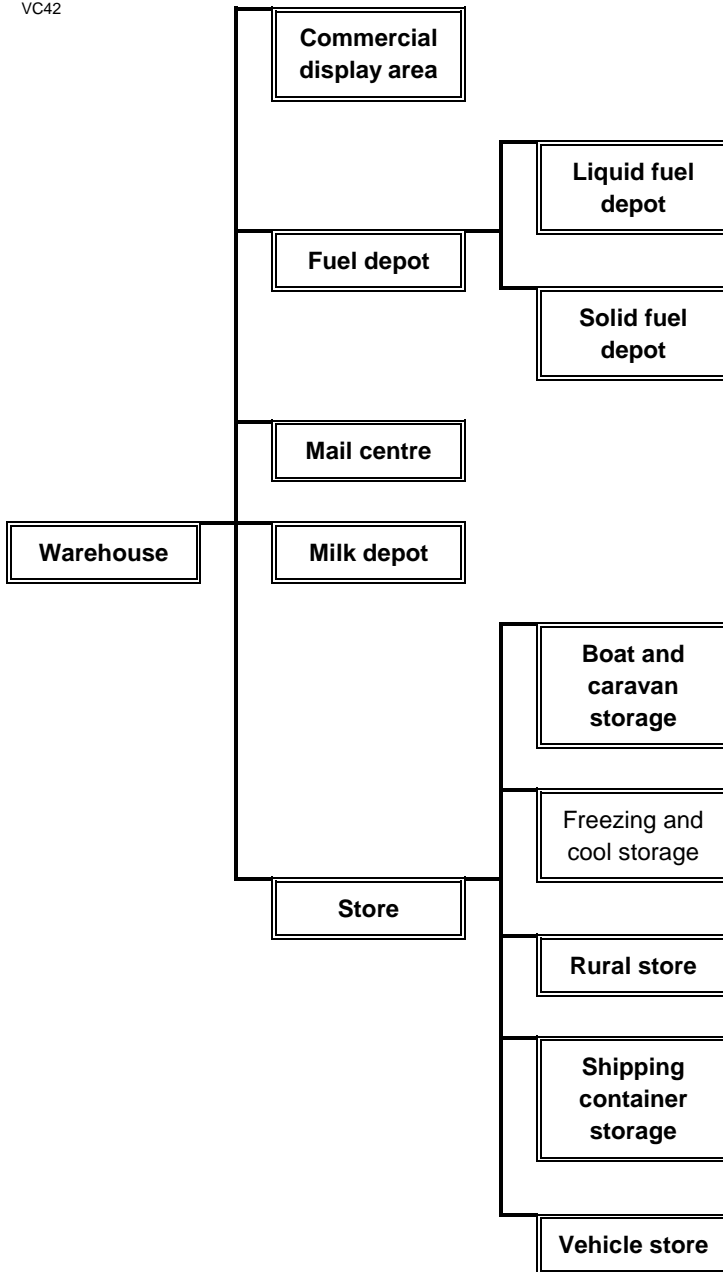 VC42
Commercial
display area
Liquid fuel
depot
Fuel depot
Solid fuel
depot
Mail centre
Warehouse
Milk depot
Boat and
caravan
storage
Freezing and
cool storage
Store
Rural store
Shipping
container
storage
Vehicle store